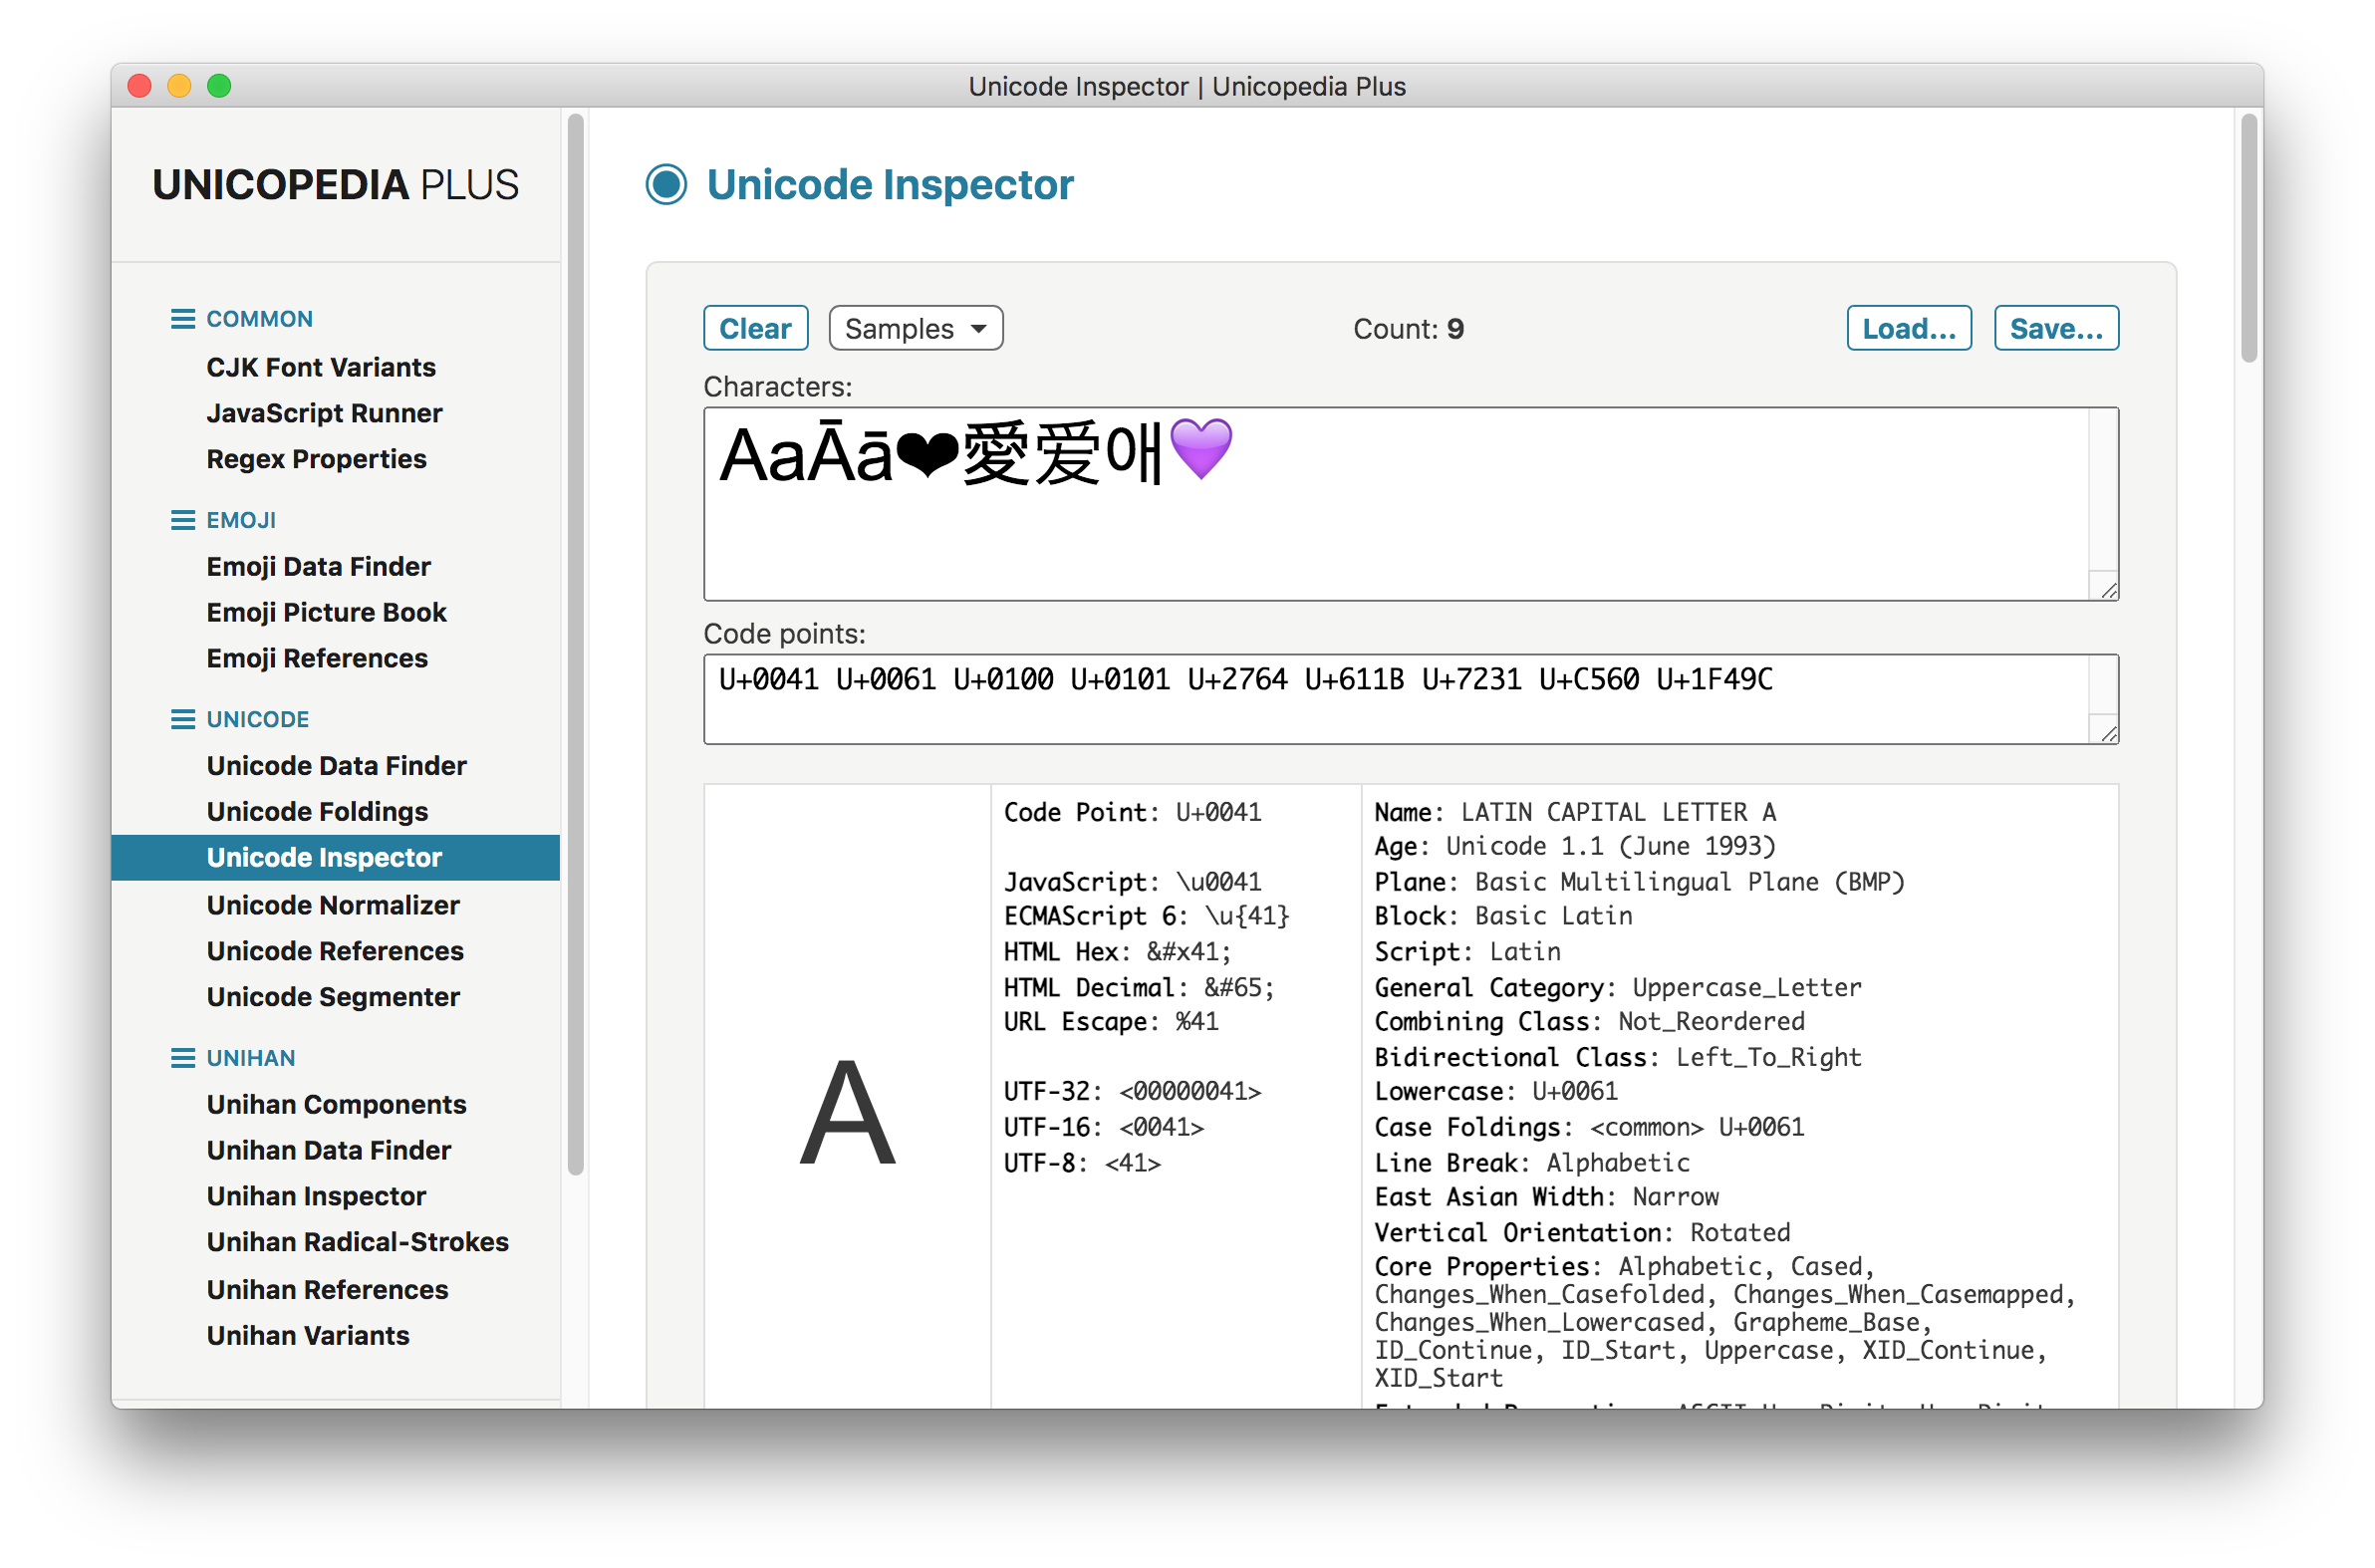 Unicode Inspector | Unicopedia Plus
UNICOPEDIA PLUS
COMMON
CJK Font Variants
JavaScript Runner
Regex Properties
EMOJI
Emoji Data Finder
Emoji Picture Book
Emoji References
UNICODE
Unicode Data Finder
Unicode Foldings
Unicode Inspector
Unicode Normalizer
Unicode References
Unicode Segmenter
UNIHAN
Unihan Components
Unihan Data Finder
Unihan Inspector
Unihan Radical-Strokes
Unihan References
Unihan Variants
Unicode Inspector
Clear Samples Count: 9 Load... Save...
Characters:
AaĀā❤愛爱애💜
Code points:
U+0041 U+0061 U+0100 U+0101 U+2764 U+611B U+7231 U+C560 U+1F49C
A
Code Point: U+0041
JavaScript: \u0041
ECMAScript 6: \u{41}
HTML Hex: &#x41;
HTML Decimal: &#65;
URL Escape: %41
UTF-32: <00000041>
UTF-16: <0041>
UTF-8: <41>
Name: LATIN CAPITAL LETTER A
Age: Unicode 1.1 (June 1993)
Plane: Basic Multilingual Plane (BMP)
Block: Basic Latin
Script: Latin
General Category: Uppercase_Letter
Combining Class: Not_Reordered
Bidirectional Class: Left_To_Right
Lowercase: U+0061
Case Foldings: <common> U+0061
Line Break: Alphabetic
East Asian Width: Narrow
Vertical Orientation: Rotated
Core Properties: Alphabetic, Cased,
Changes_When_Casefolded, Changes_When_Casemapped,
Changes_When_Lowercased, Grapheme_Base,
ID_Continue, ID_Start, Uppercase, XID_Continue,
XID_Start